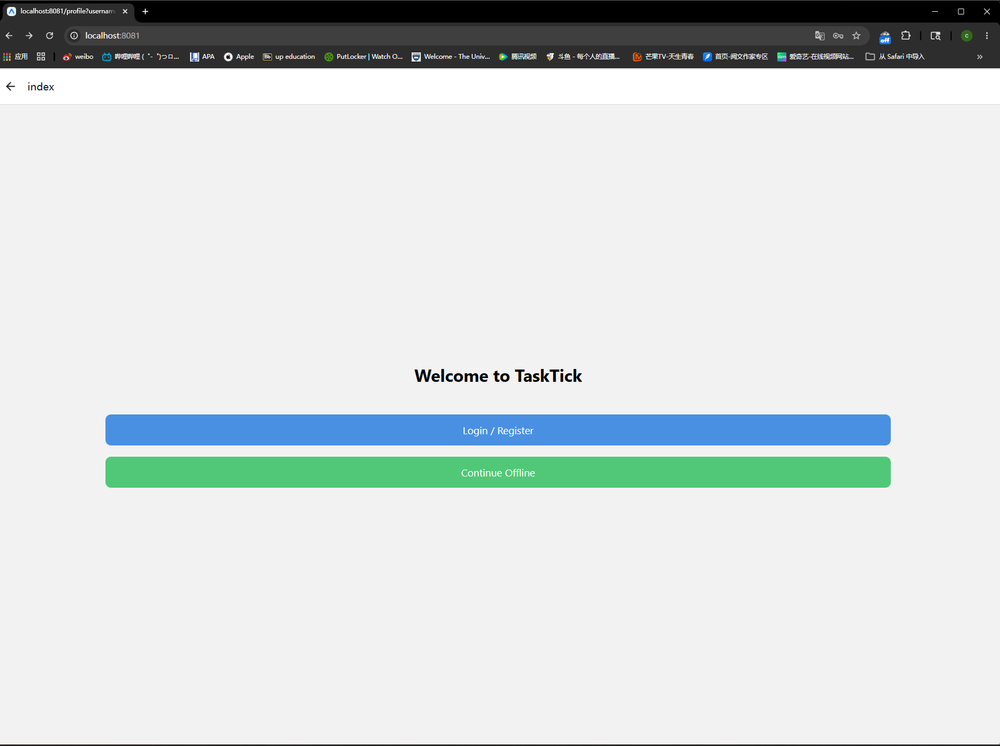 localhost:8081/profile?usernam
localhost:8081
应用
weibo
哔哩哔哩 ( ゜- ゜)つロ...
APA
Apple
Bb up education
PutLocker | Watch O...
Welcome - The Univ...
腾讯视频
斗鱼 - 每个人的直播...
芒果TV-天生青春
首页-阅文作家专区
爱奇艺-在线视频网站...
从 Safari 中导入
off
C
index
Welcome to TaskTick
Login / Register
Continue Offline